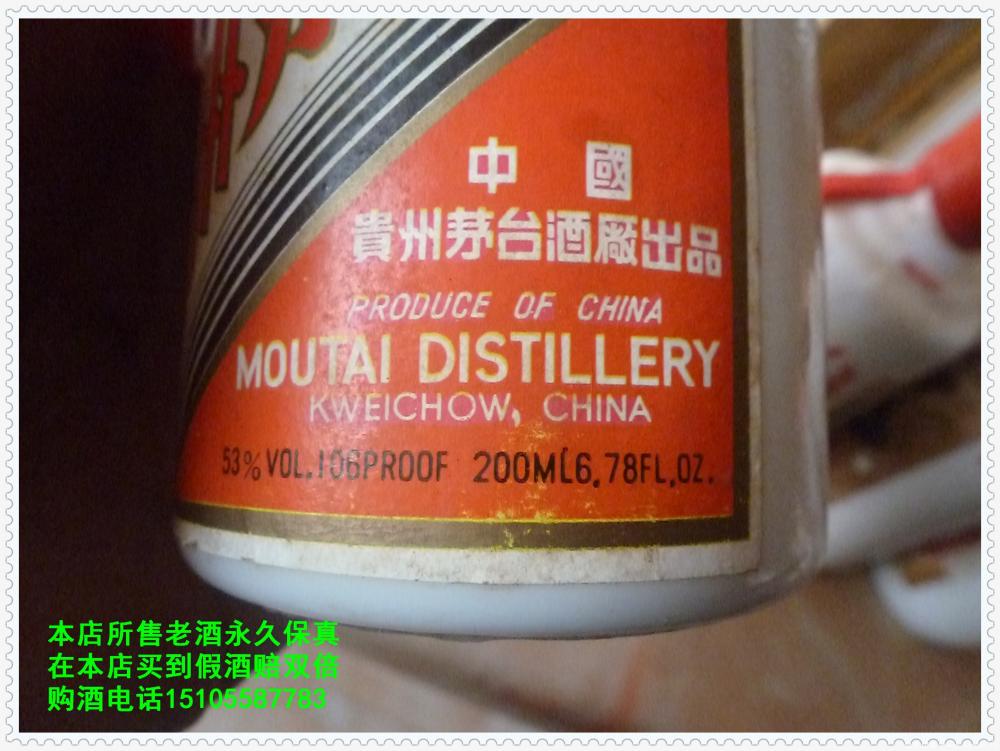 中 國
貴州茅台酒廠出品
PRODUCE OF CHINA
MOUTAI DISTILLERY
KWEICHOW, CHINA
53% VOL.106PROOF 200ML6.78FL.OZ.
本店所售老酒永久保真
在本店买到假酒赔双倍
购酒电话15105587783